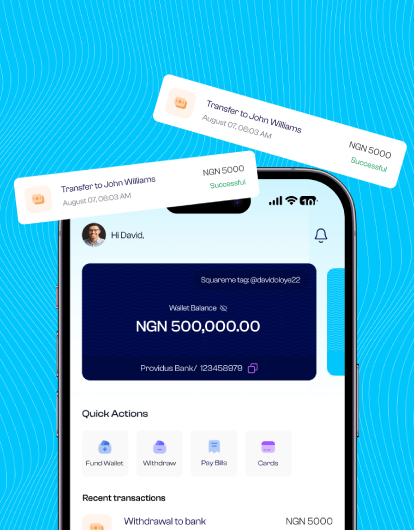 Transfer to John Williams
August 07, 06:03 AM
NGN 5000
Successful
Transfer to John Williams
August 07, 06:03 AM
NGN 5000
Successful
Hi David,
Squareme tag: @davidoloye22
Wallet Balance
NGN 500,000.00
Providus Bank/ 123458979
Quick Actions
Fund Wallet
Withdraw
Pay Bills
Cards
Recent transactions
Withdrawal to bank
NGN 5000